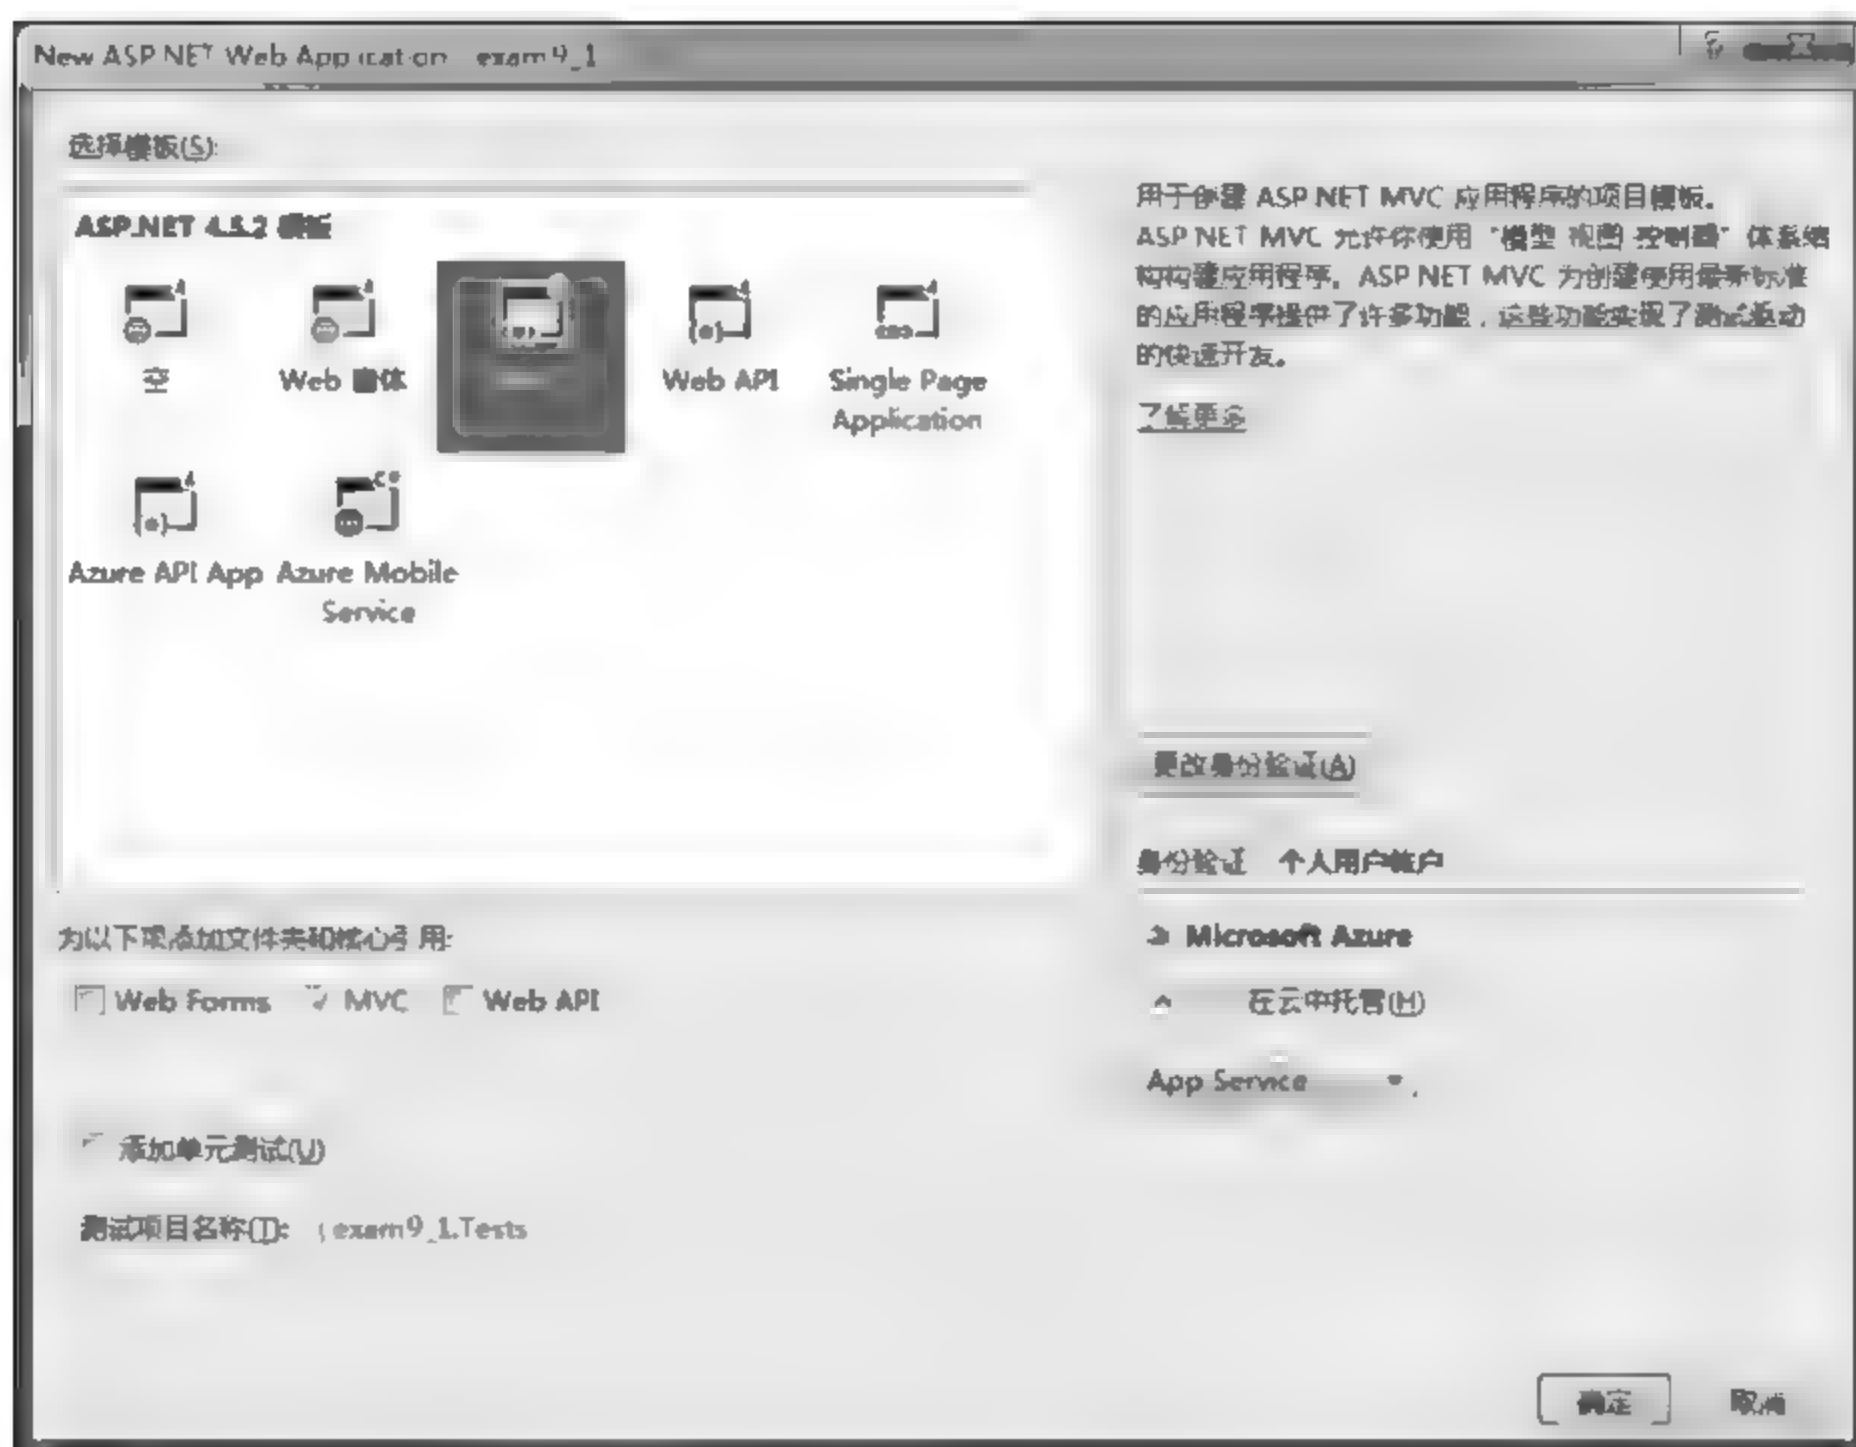 New ASP.NET Web Application - exam9_1
选择模板(S):
ASP.NET 4.5.2 模板
空
Web 窗体
Web API
Single Page
Application
Azure API App
Azure Mobile
Service
为以下项添加文件夹和核心引用:
Web Forms MVC Web API
添加单元测试(U)
测试项目名称(T): exam9_1.Tests
用于创建 ASP.NET MVC 应用程序的项目模板。
ASP.NET MVC 允许你使用“模型-视图-控制器”体系结
构构建应用程序。ASP.NET MVC 为创建使用最新标准
的应用程序提供了许多功能，这些功能实现了测试驱动
的快速开发。
了解更多
更改身份验证(A)
身份验证 个人用户帐户
Microsoft Azure
在云中托管(H)
App Service
确定 取消